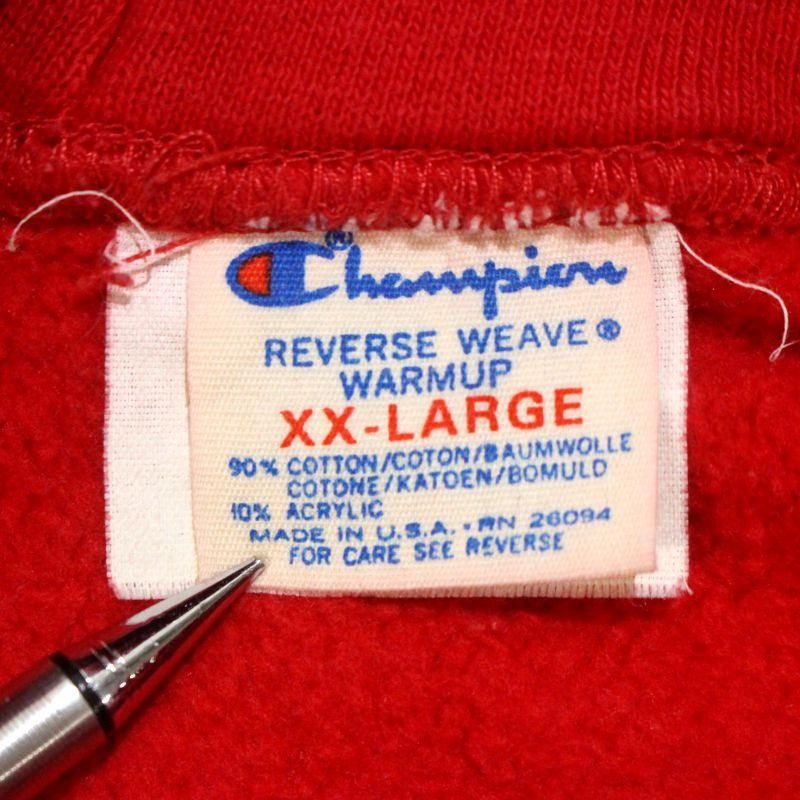 Champion®
REVERSE WEAVE®
WARMUP
XX-LARGE
90% COTTON/COTON/BAUMWOLLE
COTONE/KATOEN/BOMULD
10% ACRYLIC
MADE IN U.S.A. • RN 26094
FOR CARE SEE REVERSE